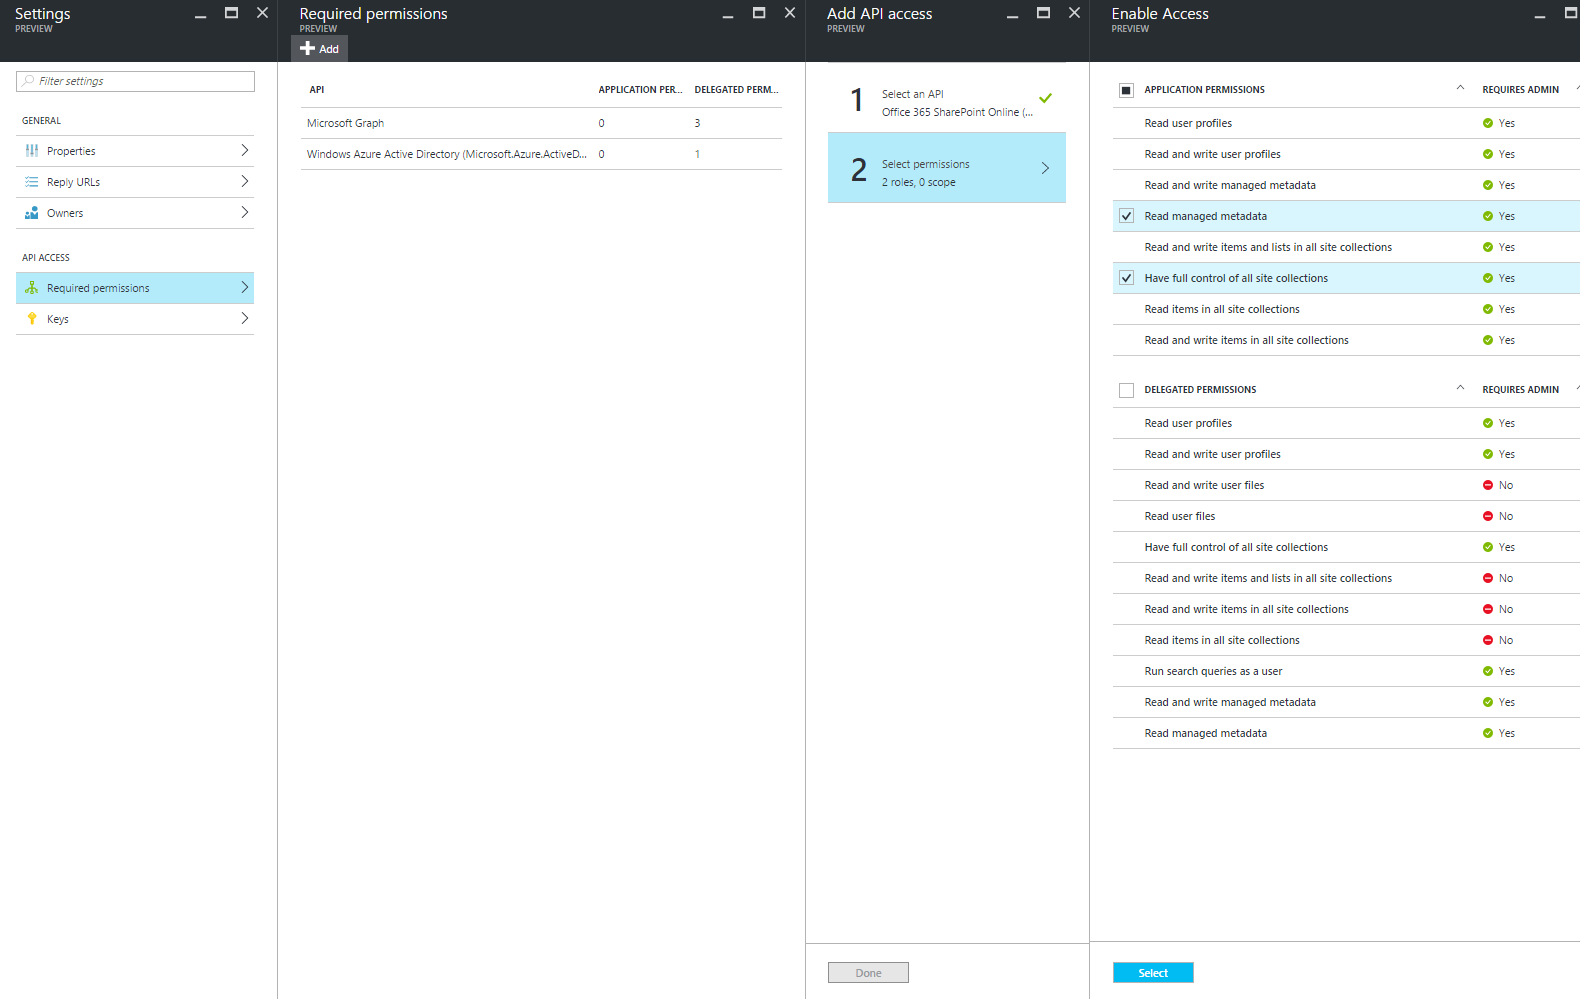 Settings
PREVIEW
Filter settings
GENERAL
Properties
Reply URLs
Owners
API ACCESS
Required permissions
Keys
Required permissions
PREVIEW
Add
API APPLICATION PER... DELEGATED PERM...
Microsoft Graph 0 3
Windows Azure Active Directory (Microsoft.Azure.ActiveD... 0 1
Add API access
PREVIEW
1 Select an API
Office 365 SharePoint Online (...
2 Select permissions
2 roles, 0 scope
Done
Enable Access
PREVIEW
APPLICATION PERMISSIONS REQUIRES ADMIN
Read user profiles Yes
Read and write user profiles Yes
Read and write managed metadata Yes
Read managed metadata Yes
Read and write items and lists in all site collections Yes
Have full control of all site collections Yes
Read items in all site collections Yes
Read and write items in all site collections Yes
DELEGATED PERMISSIONS REQUIRES ADMIN
Read user profiles Yes
Read and write user profiles Yes
Read and write user files No
Read user files No
Have full control of all site collections Yes
Read and write items and lists in all site collections No
Read and write items in all site collections No
Read items in all site collections No
Run search queries as a user Yes
Read and write managed metadata Yes
Read managed metadata Yes
Select